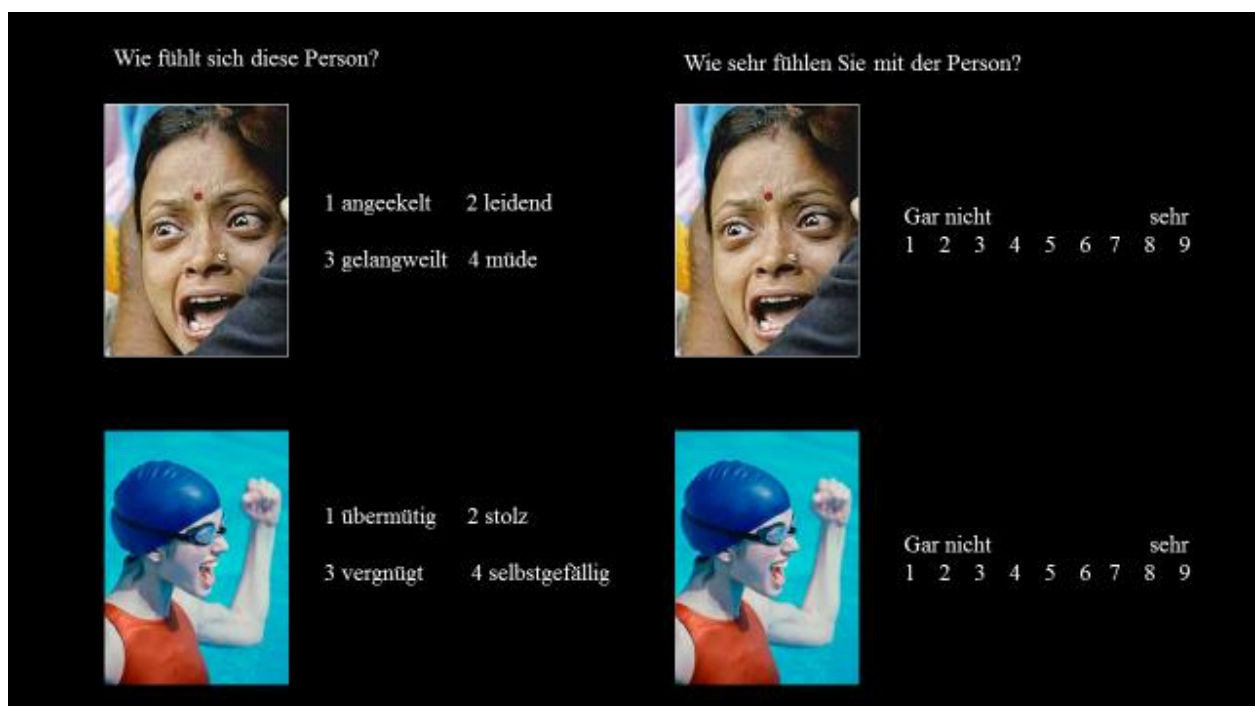 Wie fühlt sich diese Person?
Wie sehr fühlen Sie mit der Person?
1 angeekelt 2 leidend
3 gelangweilt 4 müde
Gar nicht sehr
1 2 3 4 5 6 7 8 9
1 übermütig 2 stolz
3 vergnügt 4 selbstgefällig
Gar nicht sehr
1 2 3 4 5 6 7 8 9